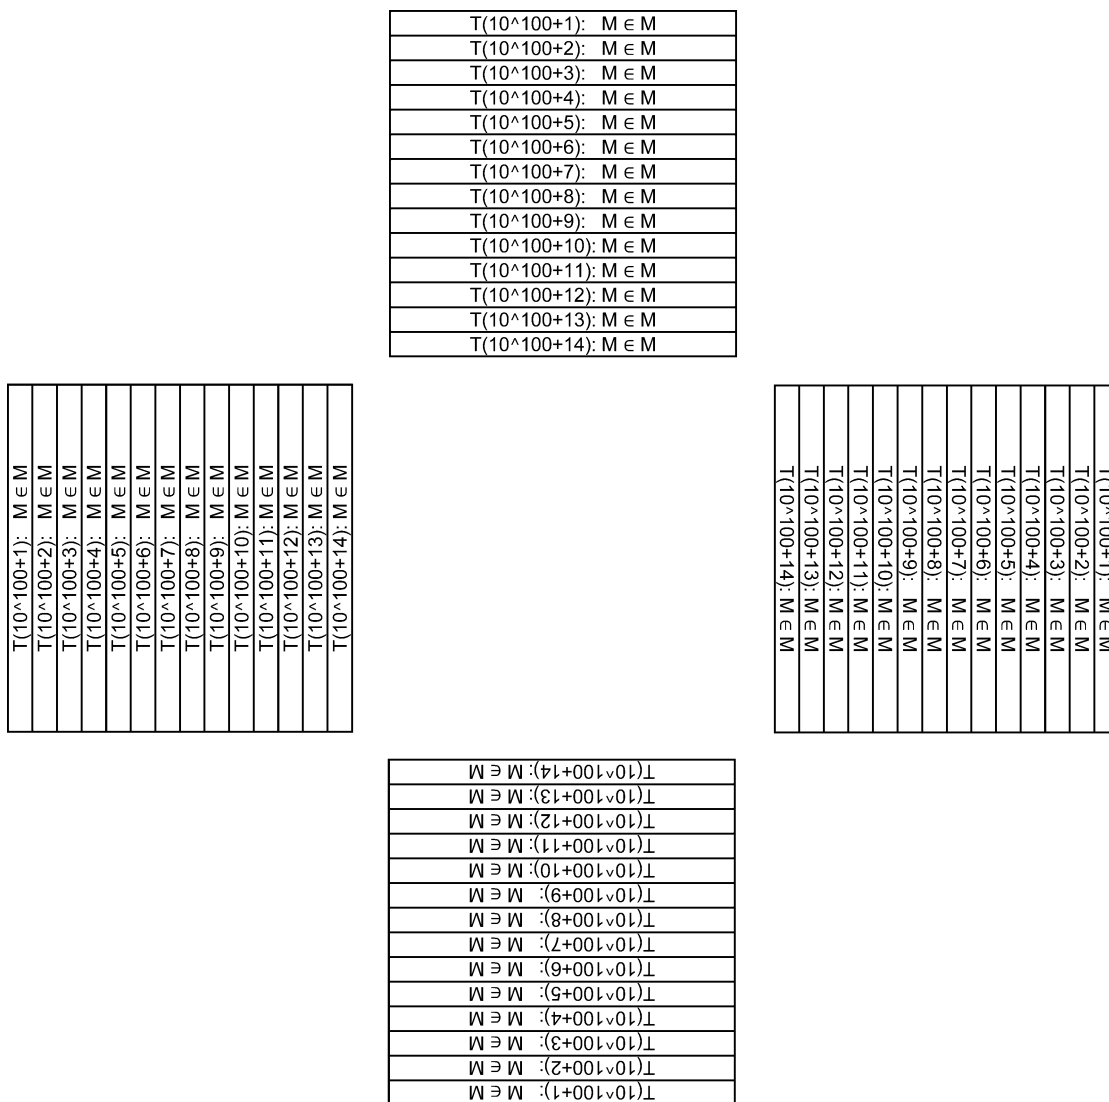 T(10^100+1): M ∈ M
T(10^100+2): M ∈ M
T(10^100+3): M ∈ M
T(10^100+4): M ∈ M
T(10^100+5): M ∈ M
T(10^100+6): M ∈ M
T(10^100+7): M ∈ M
T(10^100+8): M ∈ M
T(10^100+9): M ∈ M
T(10^100+10): M ∈ M
T(10^100+11): M ∈ M
T(10^100+12): M ∈ M
T(10^100+13): M ∈ M
T(10^100+14): M ∈ M
T(10^100+1): M ∈ M
T(10^100+2): M ∈ M
T(10^100+3): M ∈ M
T(10^100+4): M ∈ M
T(10^100+5): M ∈ M
T(10^100+6): M ∈ M
T(10^100+7): M ∈ M
T(10^100+8): M ∈ M
T(10^100+9): M ∈ M
T(10^100+10): M ∈ M
T(10^100+11): M ∈ M
T(10^100+12): M ∈ M
T(10^100+13): M ∈ M
T(10^100+14): M ∈ M
T(10^100+1): M ∈ M
T(10^100+2): M ∈ M
T(10^100+3): M ∈ M
T(10^100+4): M ∈ M
T(10^100+5): M ∈ M
T(10^100+6): M ∈ M
T(10^100+7): M ∈ M
T(10^100+8): M ∈ M
T(10^100+9): M ∈ M
T(10^100+10): M ∈ M
T(10^100+11): M ∈ M
T(10^100+12): M ∈ M
T(10^100+13): M ∈ M
T(10^100+14): M ∈ M
T(10^100+1): M ∈ M
T(10^100+2): M ∈ M
T(10^100+3): M ∈ M
T(10^100+4): M ∈ M
T(10^100+5): M ∈ M
T(10^100+6): M ∈ M
T(10^100+7): M ∈ M
T(10^100+8): M ∈ M
T(10^100+9): M ∈ M
T(10^100+10): M ∈ M
T(10^100+11): M ∈ M
T(10^100+12): M ∈ M
T(10^100+13): M ∈ M
T(10^100+14): M ∈ M